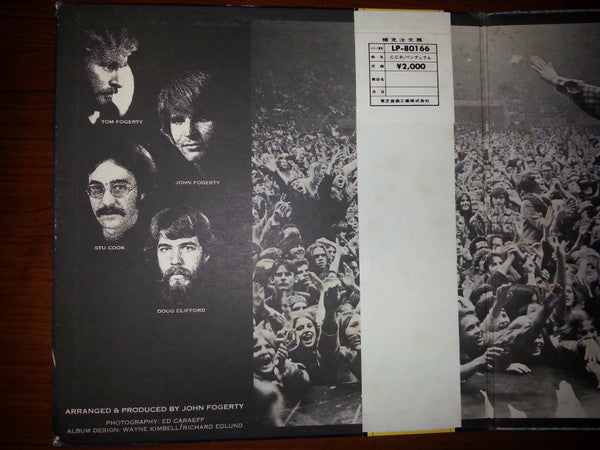 TOM FOGERTY
JOHN FOGERTY
STU COOK
DOUG CLIFFORD
ARRANGED & PRODUCED BY JOHN FOGERTY
PHOTOGRAPHY: ED CARAEFF
ALBUM DESIGN: WAYNE KIMBELL/RICHARD EDLUND
補充注文票
LP-80166
C.C.R./ペンデュラム
¥2,000
東芝音楽工業株式会社